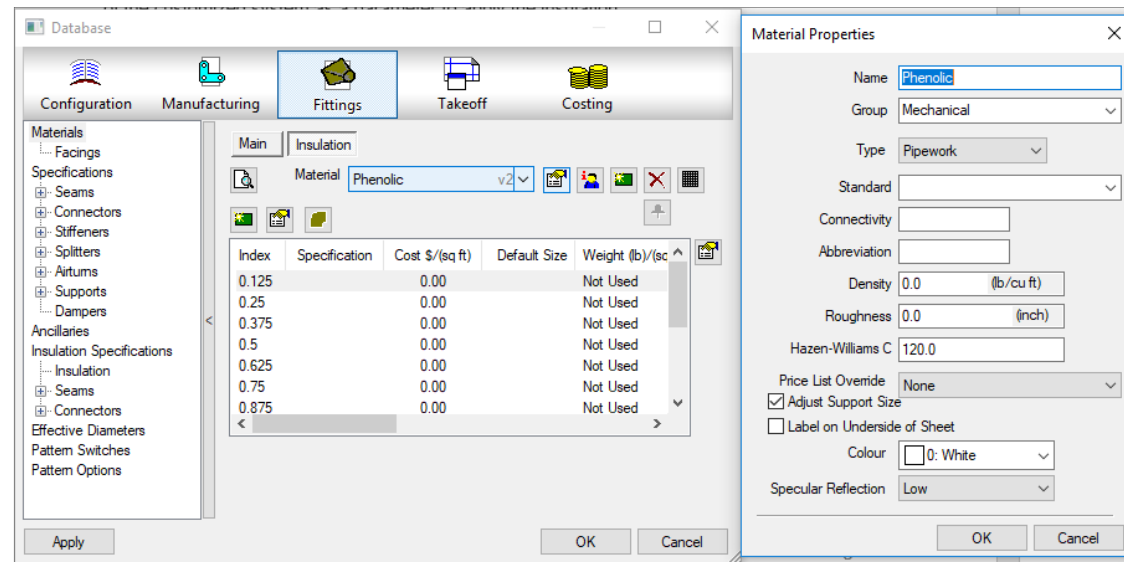 Database
Configuration Manufacturing Fittings Takeoff Costing
Materials
Facings
Specifications
Seams
Connectors
Stiffeners
Splitters
Airturns
Supports
Dampers
Ancillaries
Insulation Specifications
Insulation
Seams
Connectors
Effective Diameters
Pattern Switches
Pattern Options
<
Main Insulation
Material Phenolic v2
Index Specification Cost $/(sq ft) Default Size Weight (lb)/(sq
0.125 0.00 Not Used
0.25 0.00 Not Used
0.375 0.00 Not Used
0.5 0.00 Not Used
0.625 0.00 Not Used
0.75 0.00 Not Used
0.875 0.00 Not Used
Apply OK Cancel
Material Properties
Name Phenolic
Group Mechanical
Type Pipework
Standard
Connectivity
Abbreviation
Density 0.0 (lb/cu ft)
Roughness 0.0 (inch)
Hazen-Williams C 120.0
Price List Override None
Adjust Support Size
Label on Underside of Sheet
Colour 0: White
Specular Reflection Low
OK Cancel